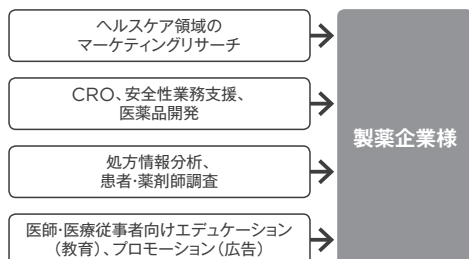 ヘルスケア領域の
マーケティングリサーチ
CRO、安全性業務支援、
医薬品開発
処方情報分析、
患者・薬剤師調査
医師・医療従事者向けエデュケーション
（教育）、プロモーション（広告）
製薬企業様